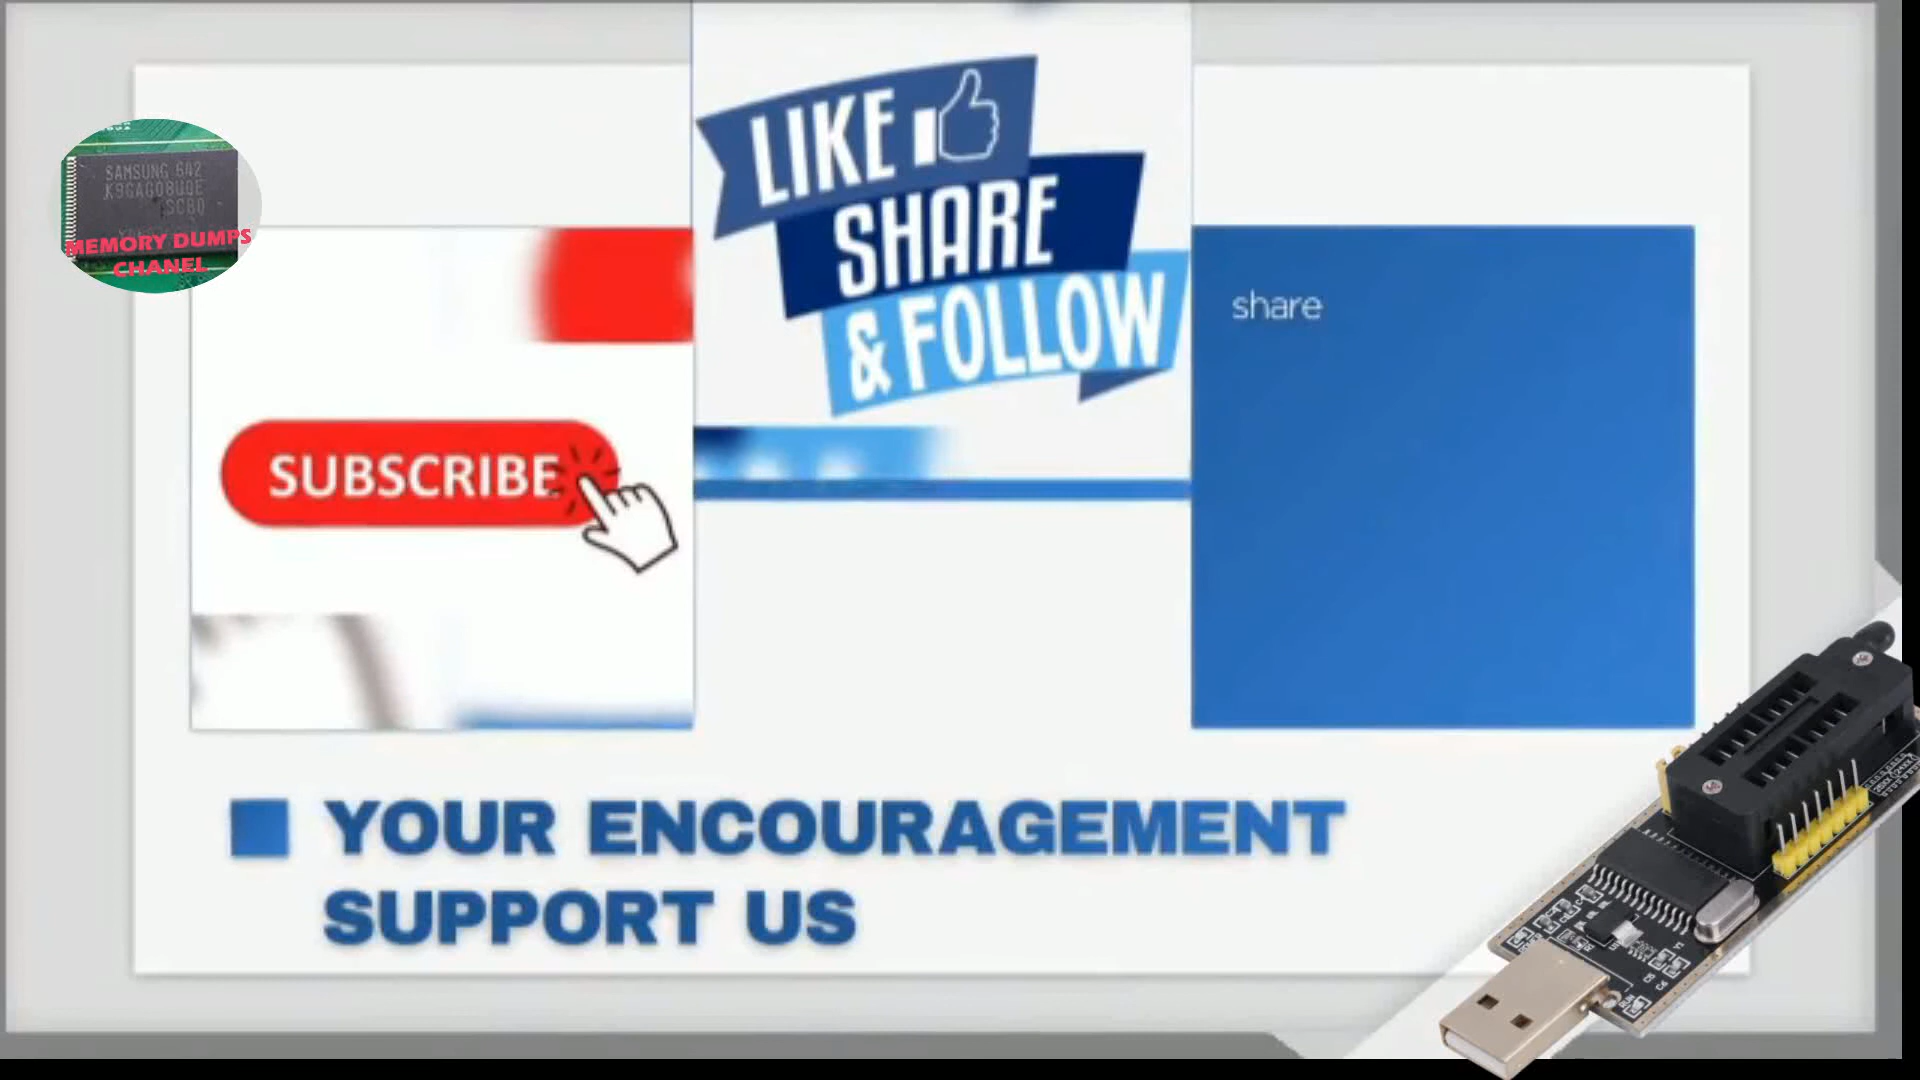 SAMSUNG 642
K9GAG08U0E
SCB0
MEMORY DUMPS
CHANEL
LIKE
SHARE
& FOLLOW
SUBSCRIBE
share
YOUR ENCOURAGEMENT
SUPPORT US